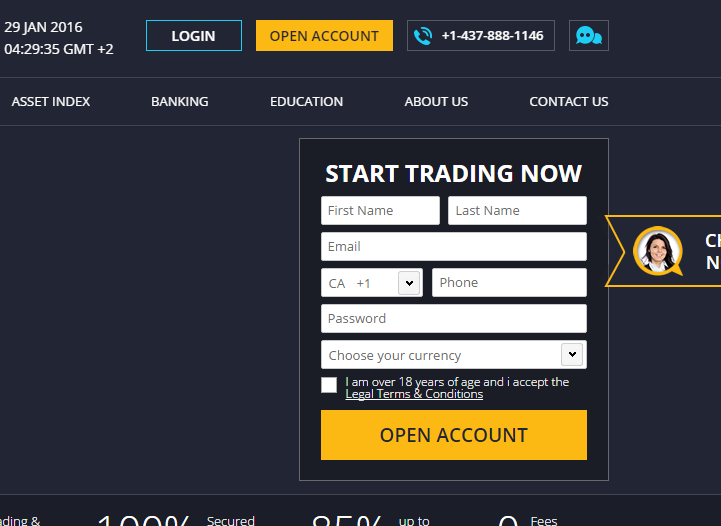 29 JAN 2016
04:29:35 GMT +2
LOGIN
OPEN ACCOUNT
+1-437-888-1146
ASSET INDEX
BANKING
EDUCATION
ABOUT US
CONTACT US
START TRADING NOW
First Name
Last Name
Email
CA +1
Phone
Password
Choose your currency
I am over 18 years of age and i accept the
Legal Terms & Conditions
OPEN ACCOUNT
100% Secured
85% up to
0 Fees